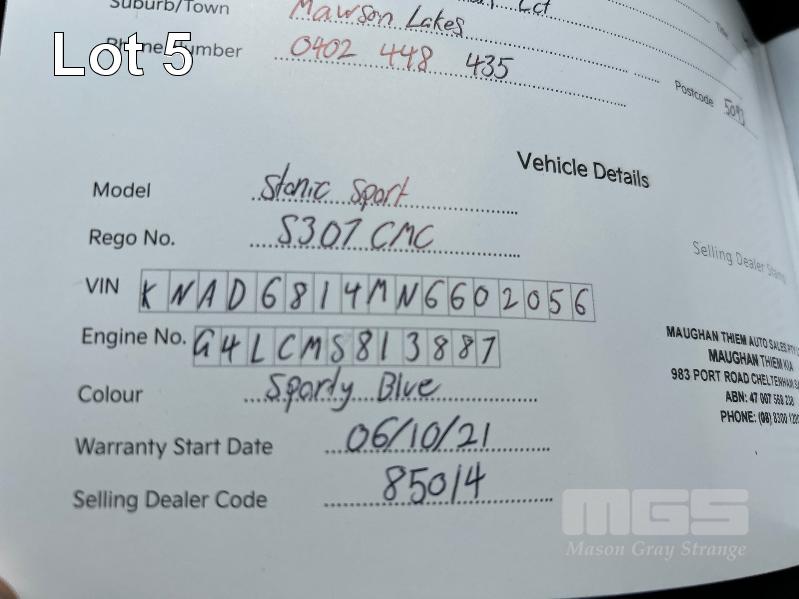 Lct
Suburb/Town Mawson Lakes
Phone Number 0402 448 435
Lot 5
Postcode 5095
Vehicle Details
Model Stonic Sport
Rego No. S307 CMC
Selling Dealer Stamp
VIN KNAD6814MN6602056
Engine No. G4LCMS813887
MAUGHAN THIEM AUTO SALES PTY
MAUGHAN THIEM KIA
983 PORT ROAD CHELTENHAM SA
ABN: 47 007 568 238
PHONE: (08) 8300
Colour Sporty Blue
Warranty Start Date 06/10/21
Selling Dealer Code 85014
MGS
Mason Gray Strange